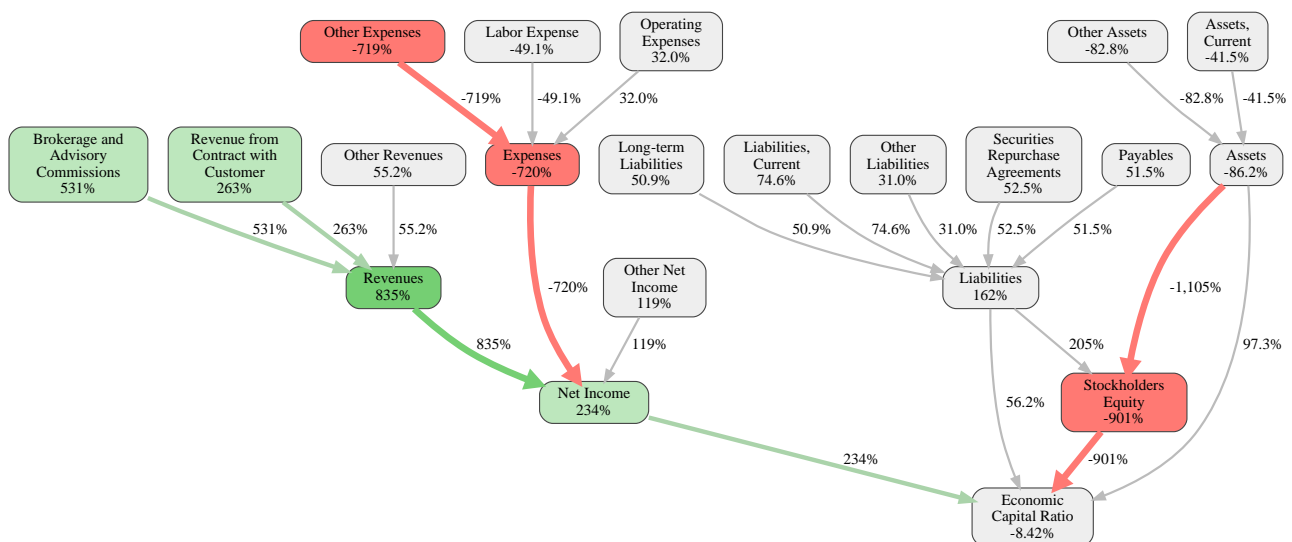 Other Expenses
-719%
Labor Expense
-49.1%
Operating
Expenses
32.0%
Other Assets
-82.8%
Assets,
Current
-41.5%
-719%
-49.1%
32.0%
-82.8%
-41.5%
Brokerage and
Advisory
Commissions
531%
Revenue from
Contract with
Customer
263%
Other Revenues
55.2%
Expenses
-720%
Long-term
Liabilities
50.9%
Liabilities,
Current
74.6%
Other
Liabilities
31.0%
Securities
Repurchase
Agreements
52.5%
Payables
51.5%
Assets
-86.2%
531%
263%
55.2%
50.9%
74.6%
31.0%
52.5%
51.5%
Revenues
835%
-720%
Other Net
Income
119%
Liabilities
162%
-1,105%
835%
119%
205%
97.3%
Net Income
234%
Stockholders
Equity
-901%
56.2%
234%
-901%
Economic
Capital Ratio
-8.42%